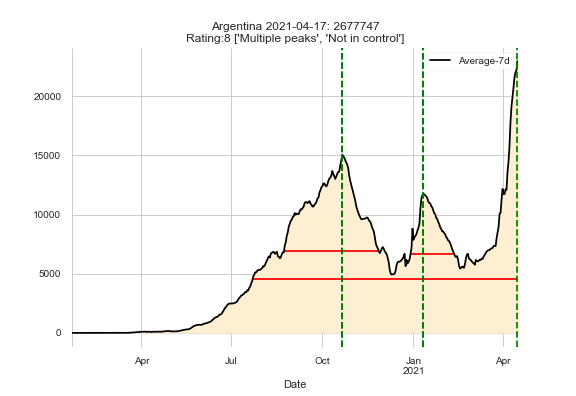 Argentina 2021-04-17: 2677747
Rating:8 ['Multiple peaks', 'Not in control']
Average-7d
20000
15000
10000
5000
0
Apr
Jul
Oct
Jan
2021
Apr
Date